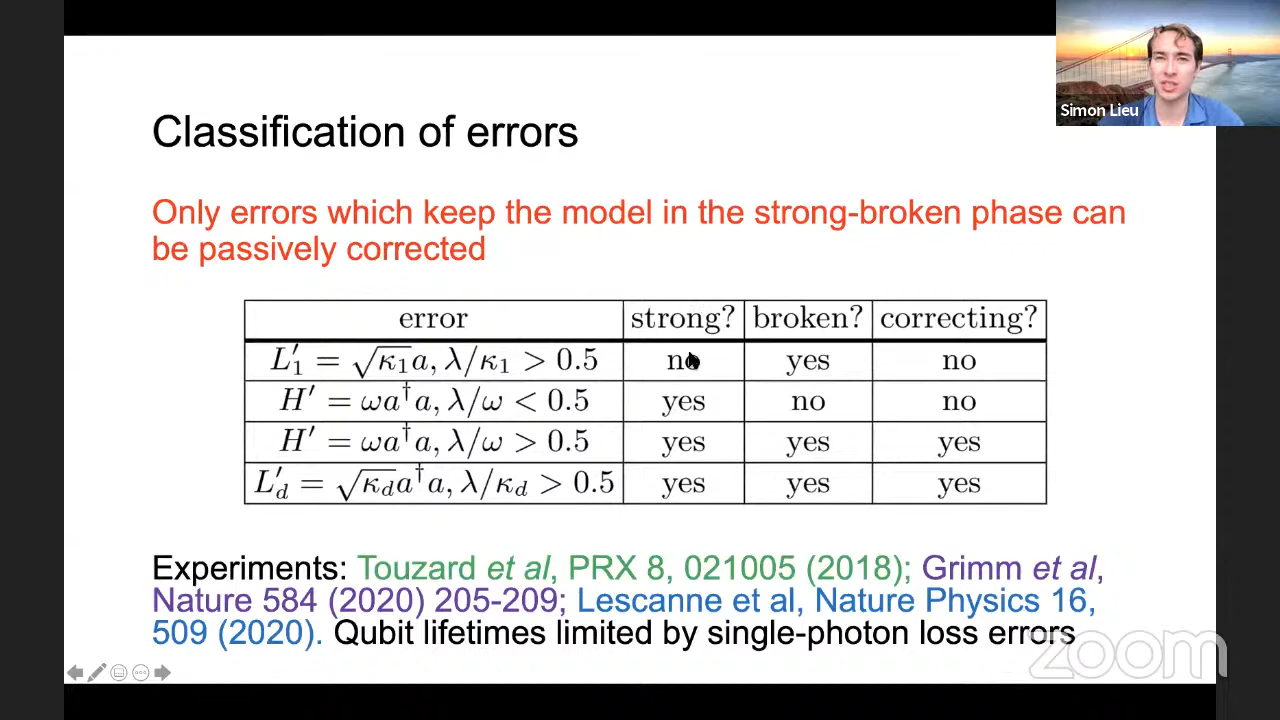 Simon Lieu
Classification of errors
Only errors which keep the model in the strong-broken phase can
be passively corrected
error strong? broken? correcting?
L′₁ = √κ₁a, λ/κ₁ > 0.5 no yes no
H′ = ωa†a, λ/ω < 0.5 yes no no
H′ = ωa†a, λ/ω > 0.5 yes yes yes
L′_d = √κ_d a†a, λ/κ_d > 0.5 yes yes yes
Experiments: Touzard et al, PRX 8, 021005 (2018); Grimm et al,
Nature 584 (2020) 205-209; Lescanne et al, Nature Physics 16,
509 (2020). Qubit lifetimes limited by single-photon loss errors
zoom